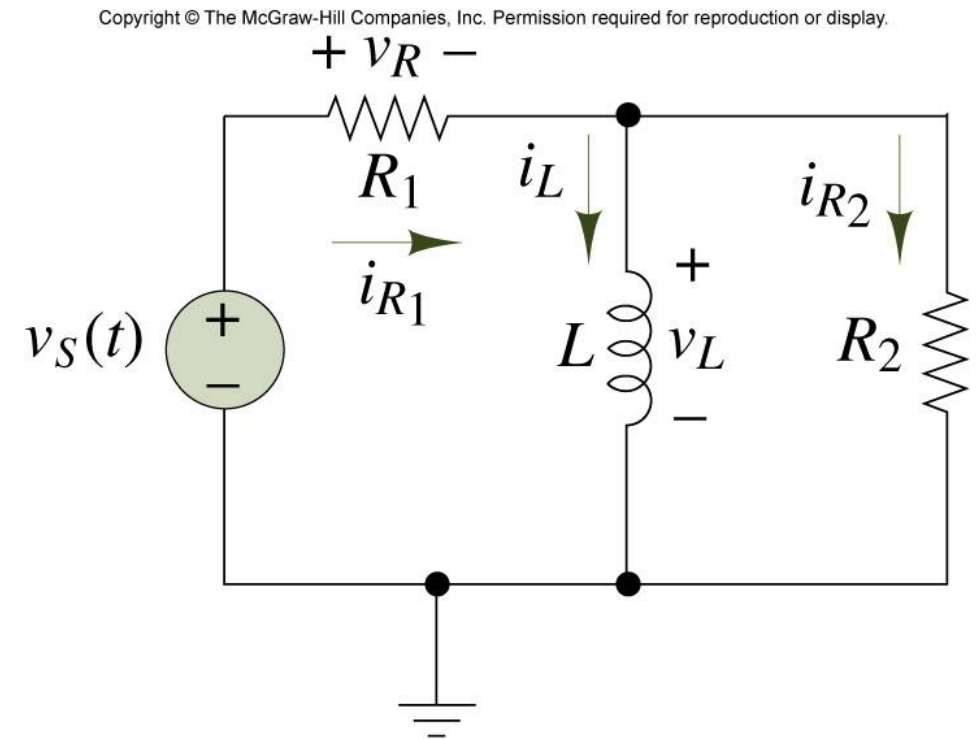 Copyright © The McGraw-Hill Companies, Inc. Permission required for reproduction or display.
+ vR −
R1
iL
iR2
iR1
+
vS(t)
+
−
L
vL
R2
−